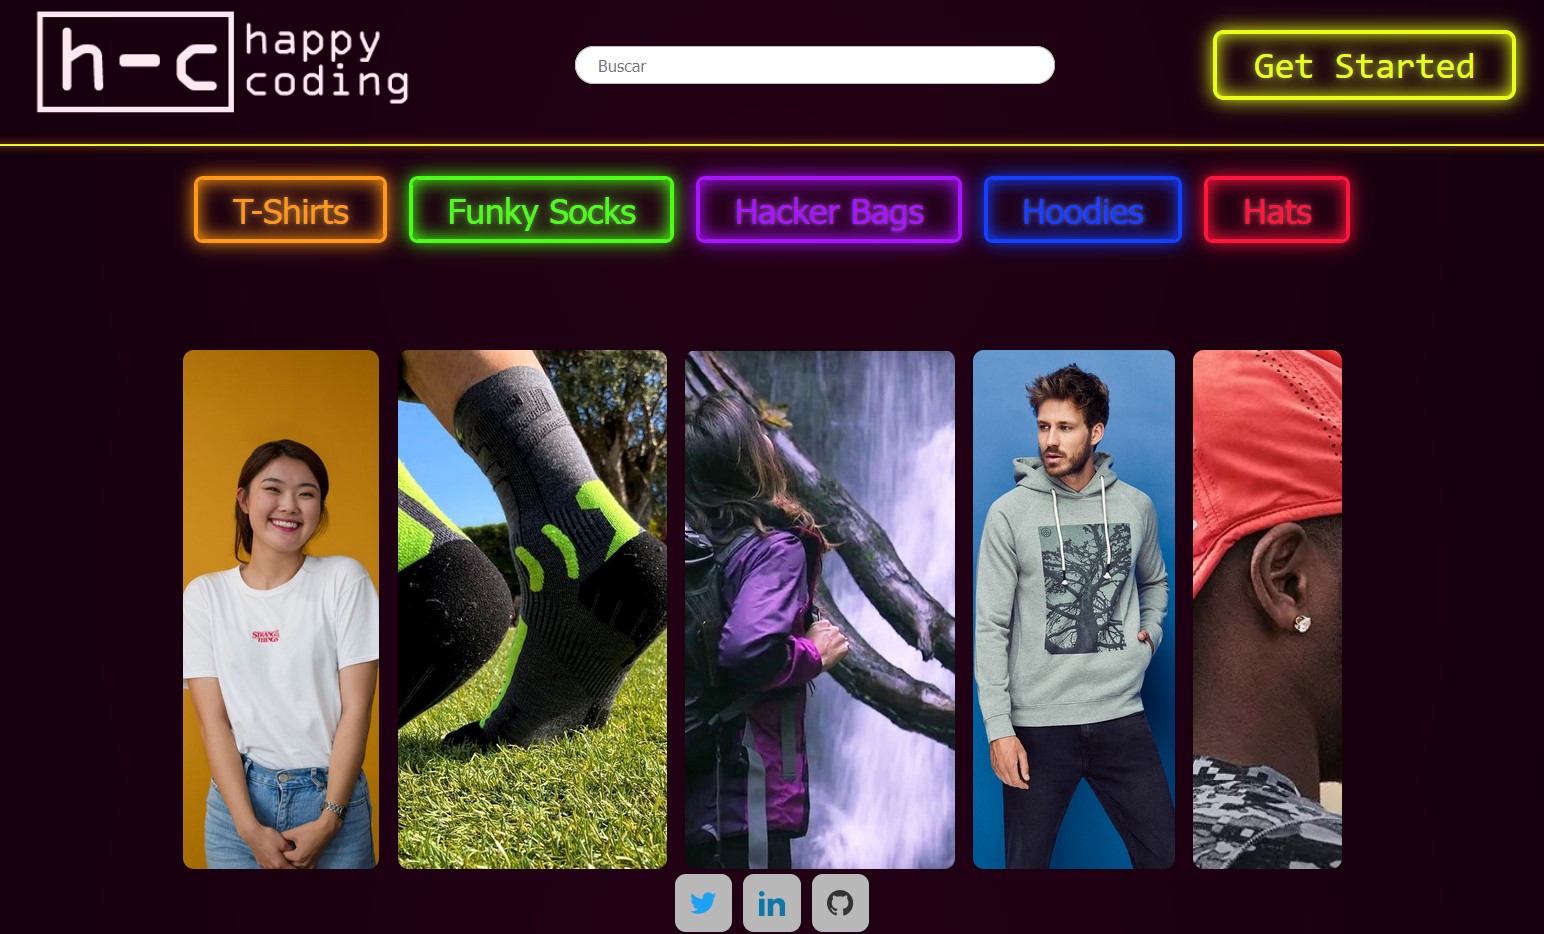 h-c
happy
coding
Buscar
Get Started
T-Shirts
Funky Socks
Hacker Bags
Hoodies
Hats
STRANGER
THINGS
in